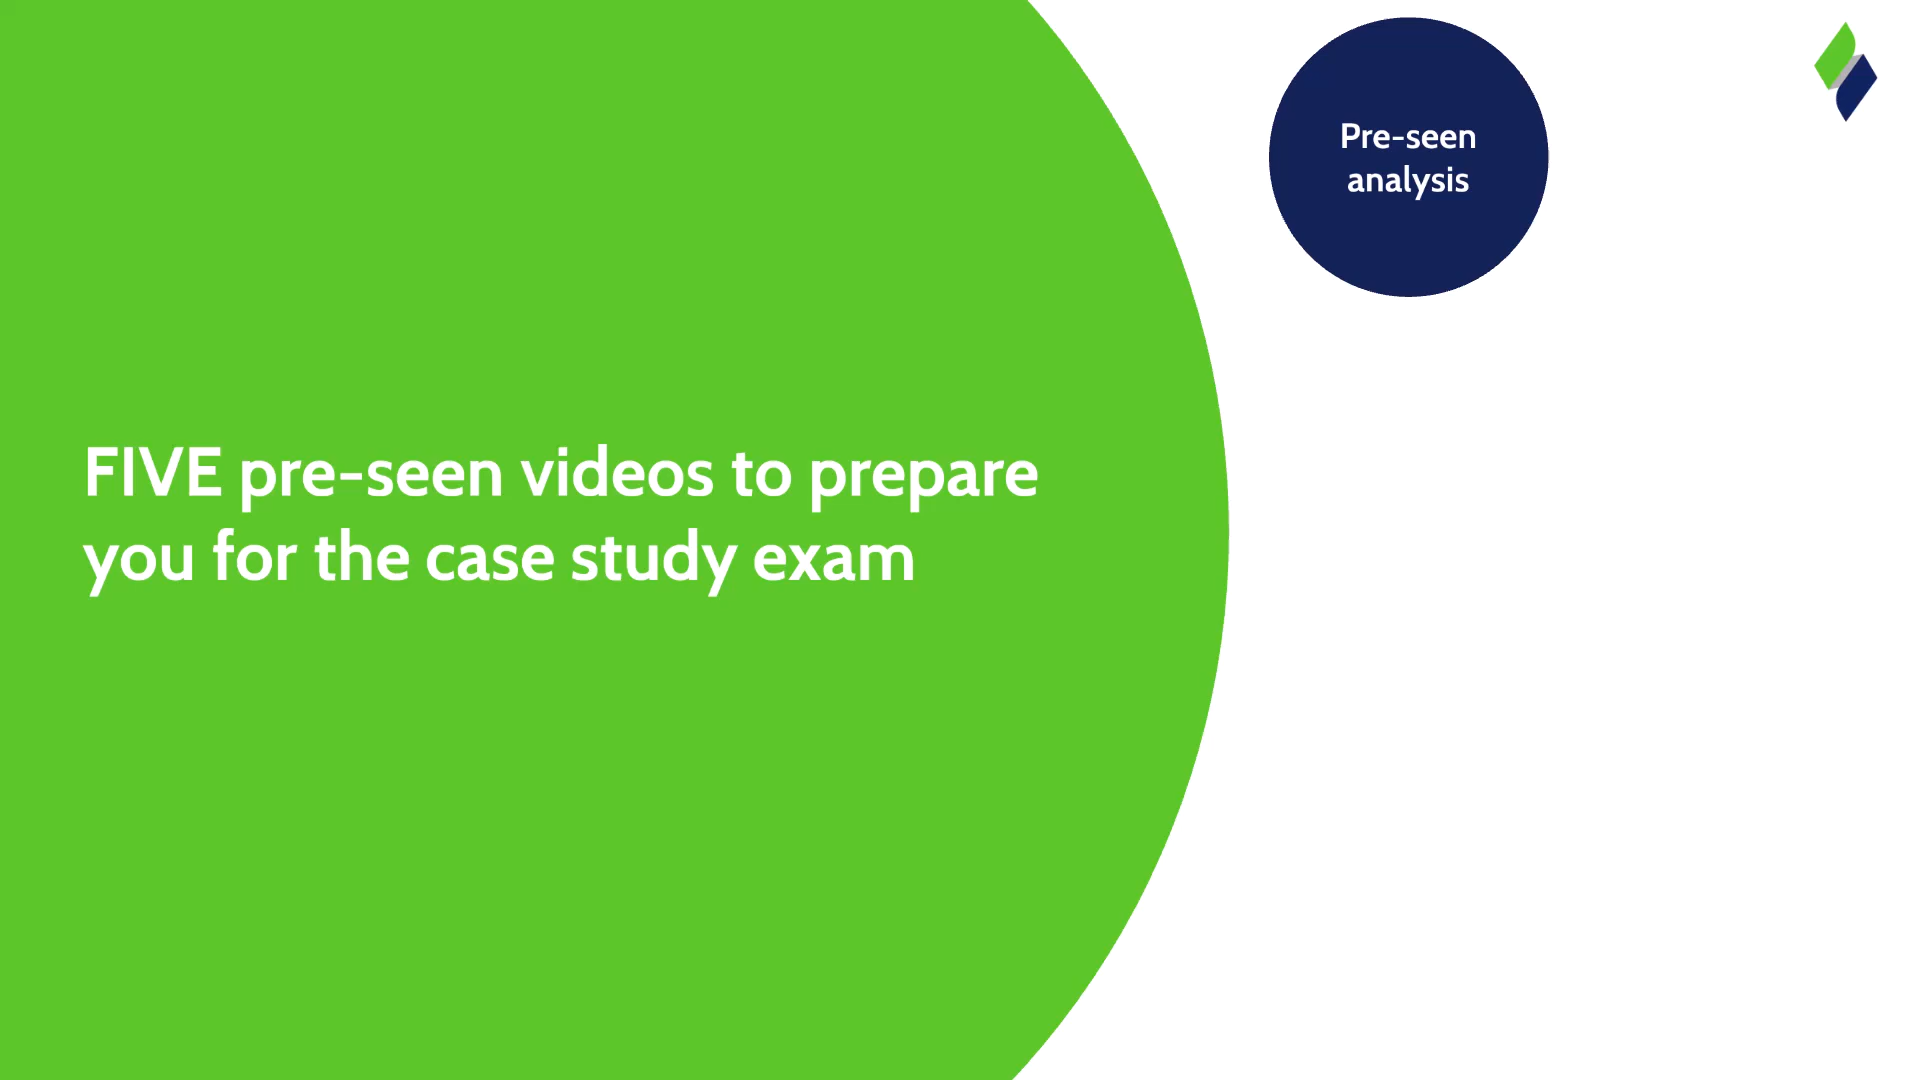 FIVE pre-seen videos to prepare
you for the case study exam
Pre-seen
analysis